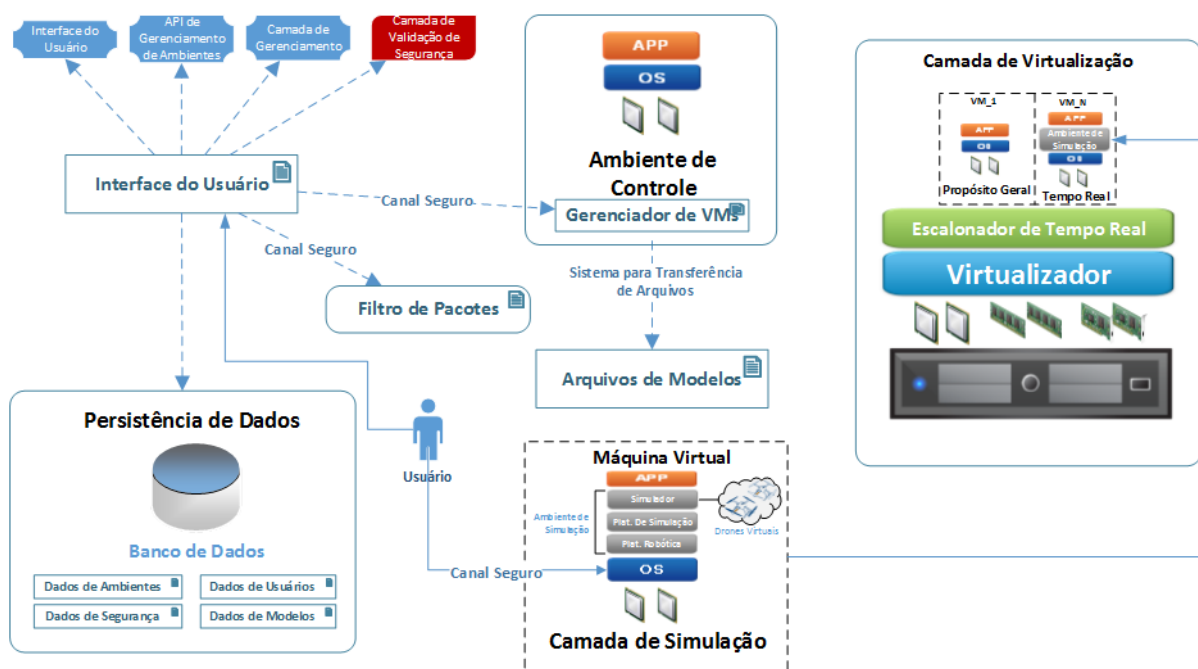 Interface do
Usuário
API de
Gerenciamento
de Ambientes
Camada de
Gerenciamento
Camada de
Validação de
Segurança
Interface do Usuário
Canal Seguro
Canal Seguro
Filtro de Pacotes
APP
OS
Ambiente de
Controle
Gerenciador de VMs
Sistema para Transferência
de Arquivos
Arquivos de Modelos
Camada de Virtualização
VM_1
APP
OS
Propósito Geral
VM_N
APP
Ambiente de
Simulação
OS
Tempo Real
Escalonador de Tempo Real
Virtualizador
Persistência de Dados
Banco de Dados
Dados de Ambientes
Dados de Usuários
Dados de Segurança
Dados de Modelos
Usuário
Canal Seguro
Máquina Virtual
APP
Simulador
Plat. De Simulação
Plat. Robótica
OS
Ambiente de
Simulação
Drones Virtuais
Camada de Simulação